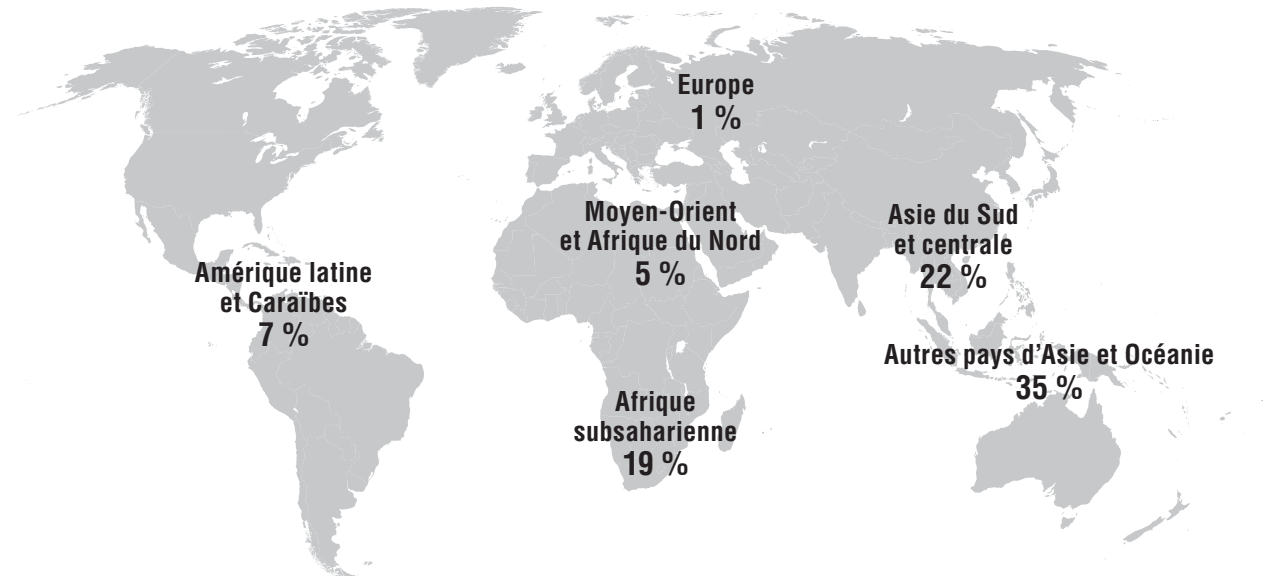 Europe
1 %
Moyen-Orient
et Afrique du Nord
5 %
Asie du Sud
et centrale
22 %
Amérique latine
et Caraïbes
7 %
Autres pays d’Asie et Océanie
35 %
Afrique
subsaharienne
19 %